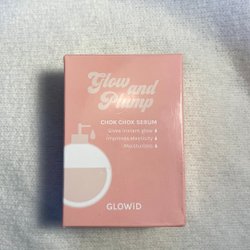 Glow and
Plump
CHOK CHOK SERUM
Gives instant glow
Improves elasticity
Moisturizing
GLOWiD